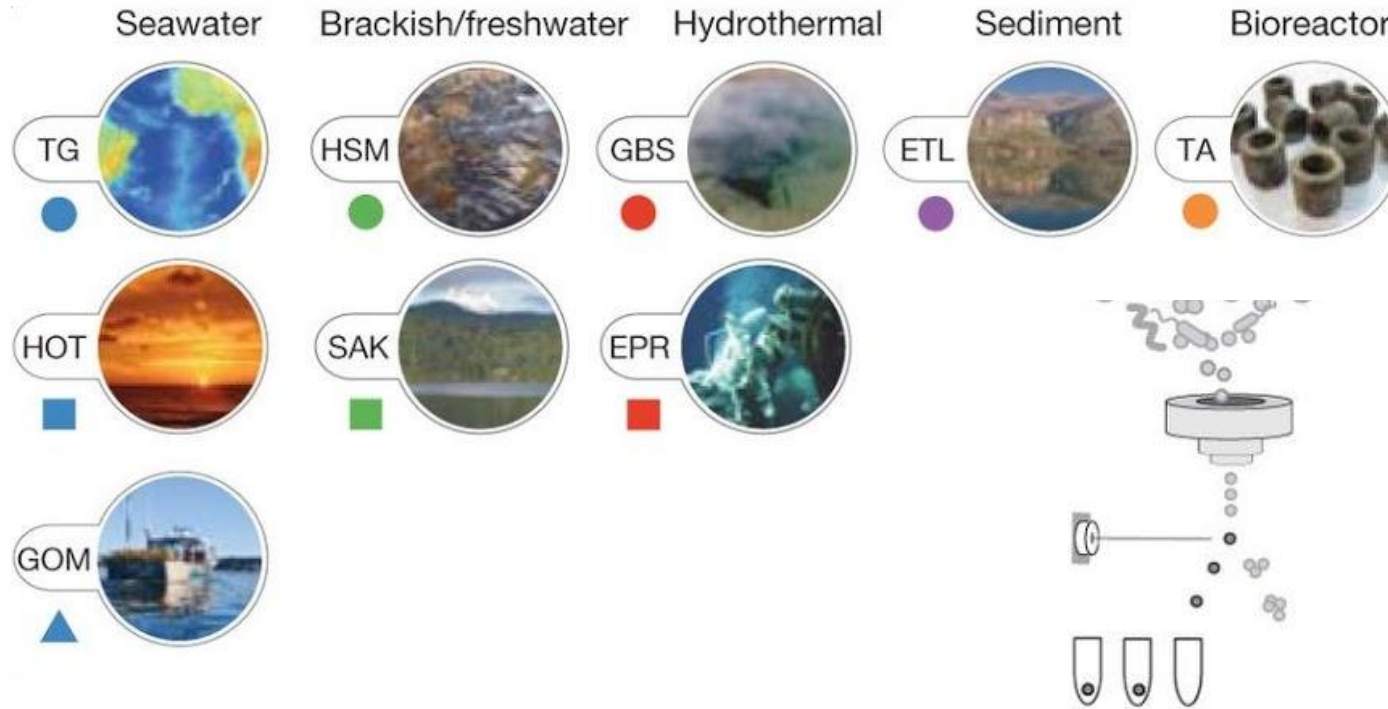 Seawater Brackish/freshwater Hydrothermal Sediment Bioreactor
TG HSM GBS ETL TA
HOT SAK EPR
GOM